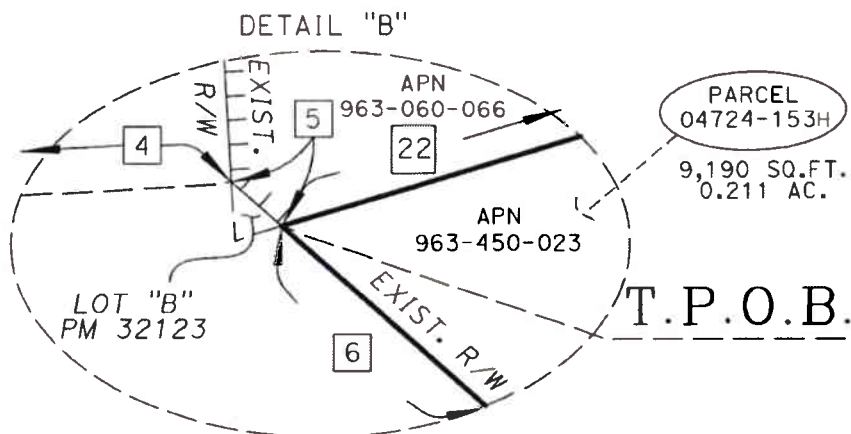 DETAIL "B"
EXIST.
R/W
APN
963-060-066
PARCEL
04724-153H
9,190 SQ.FT.
0.211 AC.
4
5
22
APN
963-450-023
L
LOT "B"
PM 32123
EXIST. R/W
T.P.O.B.
6